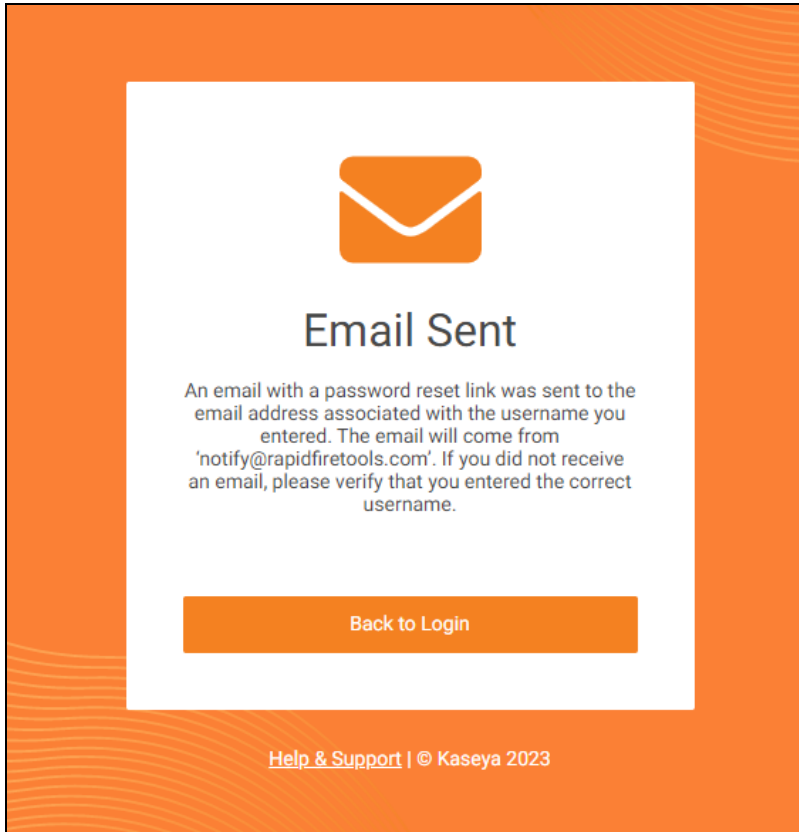 Email Sent
An email with a password reset link was sent to the
email address associated with the username you
entered. The email will come from
‘notify@rapidfiretools.com’. If you did not receive
an email, please verify that you entered the correct
username.
Back to Login
Help & Support | © Kaseya 2023